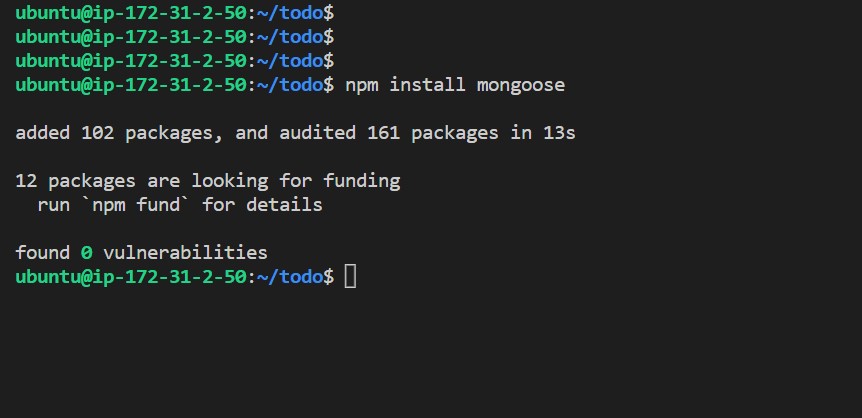 ubuntu@ip-172-31-2-50:~/todo$
ubuntu@ip-172-31-2-50:~/todo$
ubuntu@ip-172-31-2-50:~/todo$
ubuntu@ip-172-31-2-50:~/todo$ npm install mongoose
added 102 packages, and audited 161 packages in 13s
12 packages are looking for funding
  run `npm fund` for details
found 0 vulnerabilities
ubuntu@ip-172-31-2-50:~/todo$